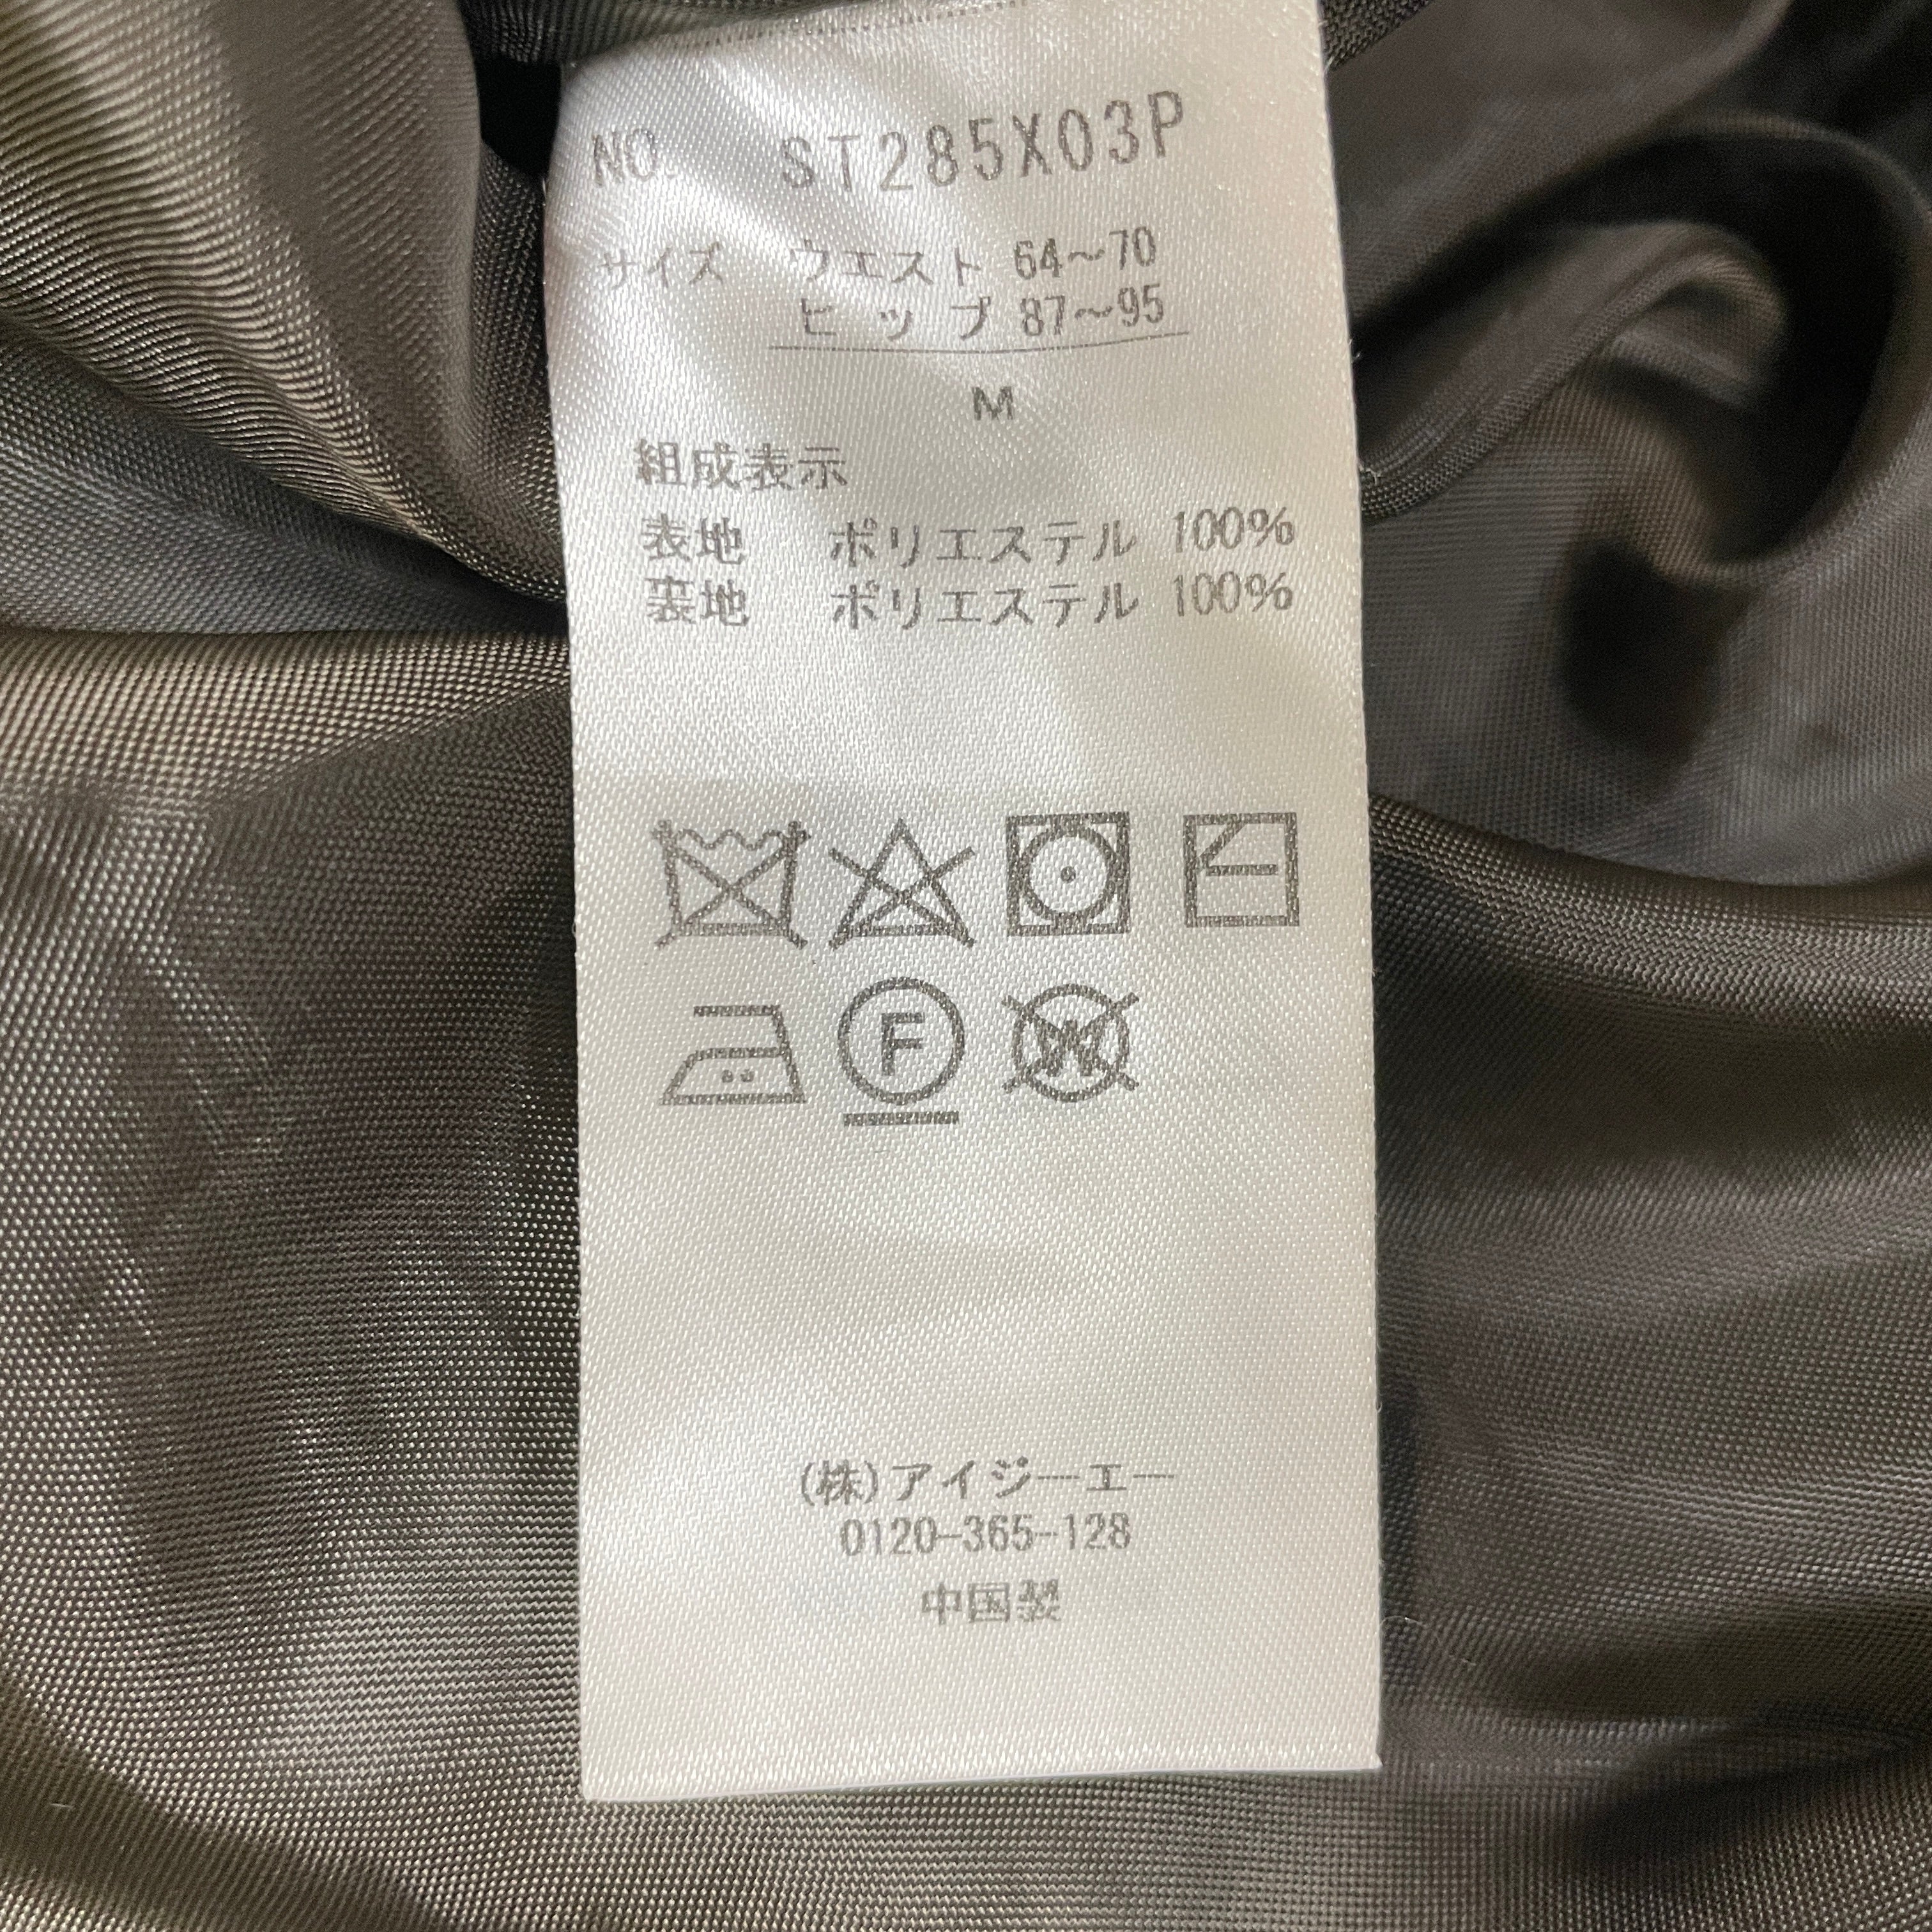 NO. ST285X03P
サイズ ウエスト 64～70
ヒップ 87～95
M
組成表示
表地 ポリエステル 100%
裏地 ポリエステル 100%
F
W
(株)アイジーエー
0120-365-128
中国製